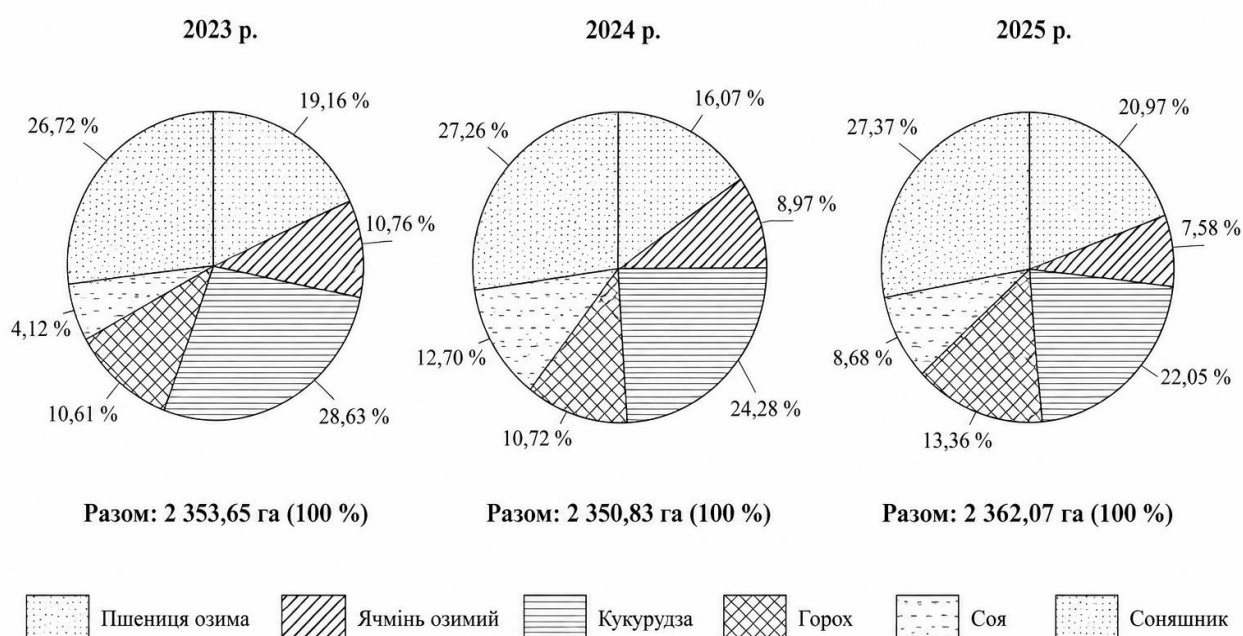 2023 р.
2024 р.
2025 р.
26,72 %
19,16 %
10,76 %
4,12 %
10,61 %
28,63 %
27,26 %
16,07 %
8,97 %
12,70 %
10,72 %
24,28 %
27,37 %
20,97 %
7,58 %
8,68 %
13,36 %
22,05 %
Разом: 2 353,65 га (100 %)
Разом: 2 350,83 га (100 %)
Разом: 2 362,07 га (100 %)
Пшениця озима
Ячмінь озимий
Кукурудза
Горох
Соя
Соняшник